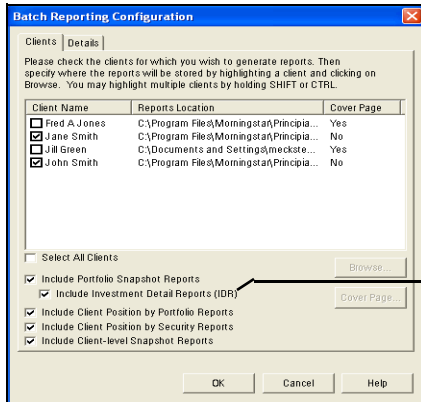 Batch Reporting Configuration
Clients Details
Please check the clients for which you wish to generate reports. Then
specify where the reports will be stored by highlighting a client and clicking on
Browse. You may highlight multiple clients by holding SHIFT or CTRL.
Client Name Reports Location Cover Page
Fred A Jones C:\Program Files\Morningstar\Principia... Yes
Jane Smith C:\Program Files\Morningstar\Principia... No
Jill Green C:\Documents and Settings\meckste... Yes
John Smith C:\Program Files\Morningstar\Principia... No
Select All Clients
Browse...
Include Portfolio Snapshot Reports
Include Investment Detail Reports (IDR)
Cover Page...
Include Client Position by Portfolio Reports
Include Client Position by Security Reports
Include Client-level Snapshot Reports
OK Cancel Help